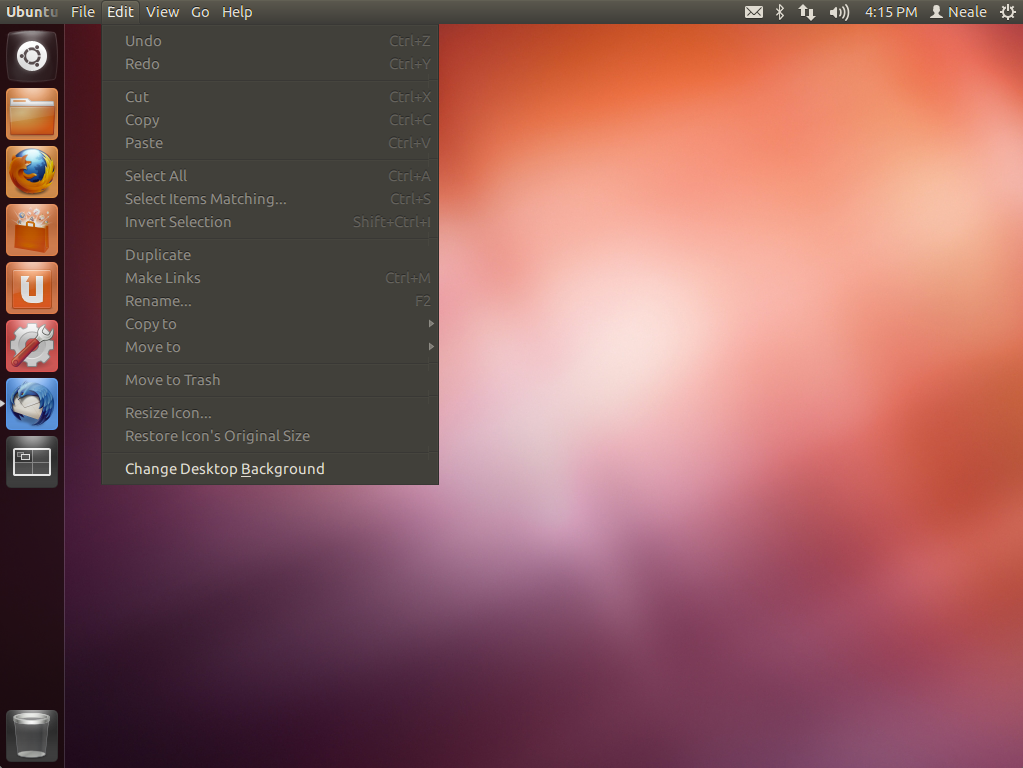 Ubuntu File Edit View Go Help 4:15 PM Neale
Undo Ctrl+Z
Redo Ctrl+Y
Cut Ctrl+X
Copy Ctrl+C
Paste Ctrl+V
Select All Ctrl+A
Select Items Matching... Ctrl+S
Invert Selection Shift+Ctrl+I
Duplicate
Make Links Ctrl+M
Rename... F2
Copy to
Move to
Move to Trash
Resize Icon...
Restore Icon's Original Size
Change Desktop Background